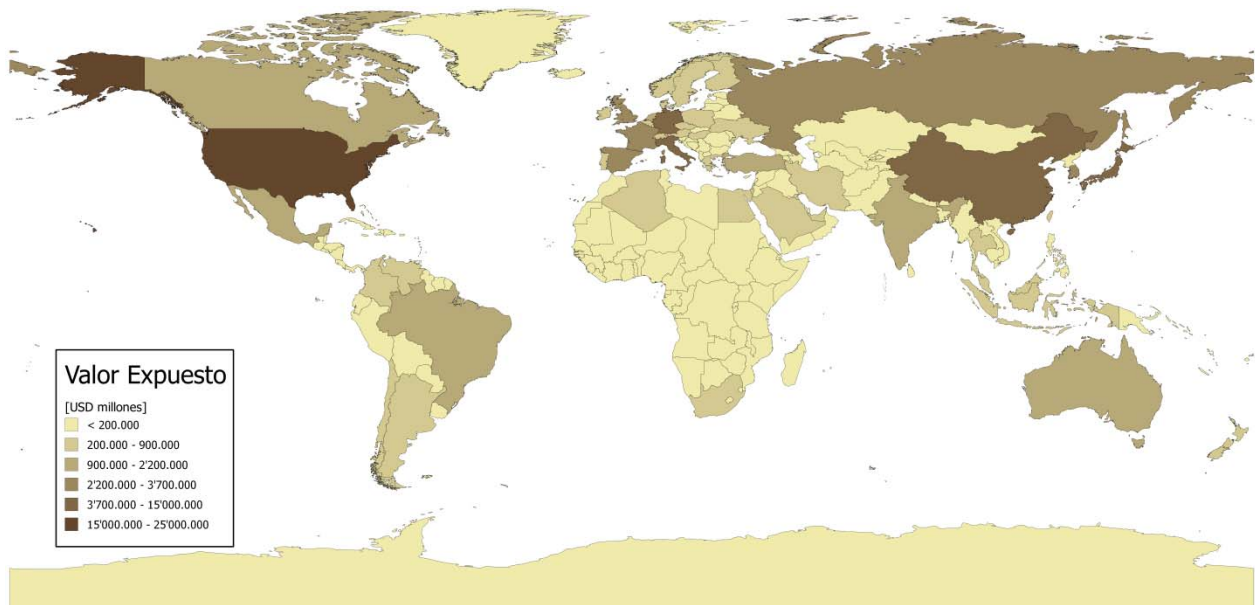 Valor Expuesto
[USD millones]
< 200.000
200.000 - 900.000
900.000 - 2'200.000
2'200.000 - 3'700.000
3'700.000 - 15'000.000
15'000.000 - 25'000.000